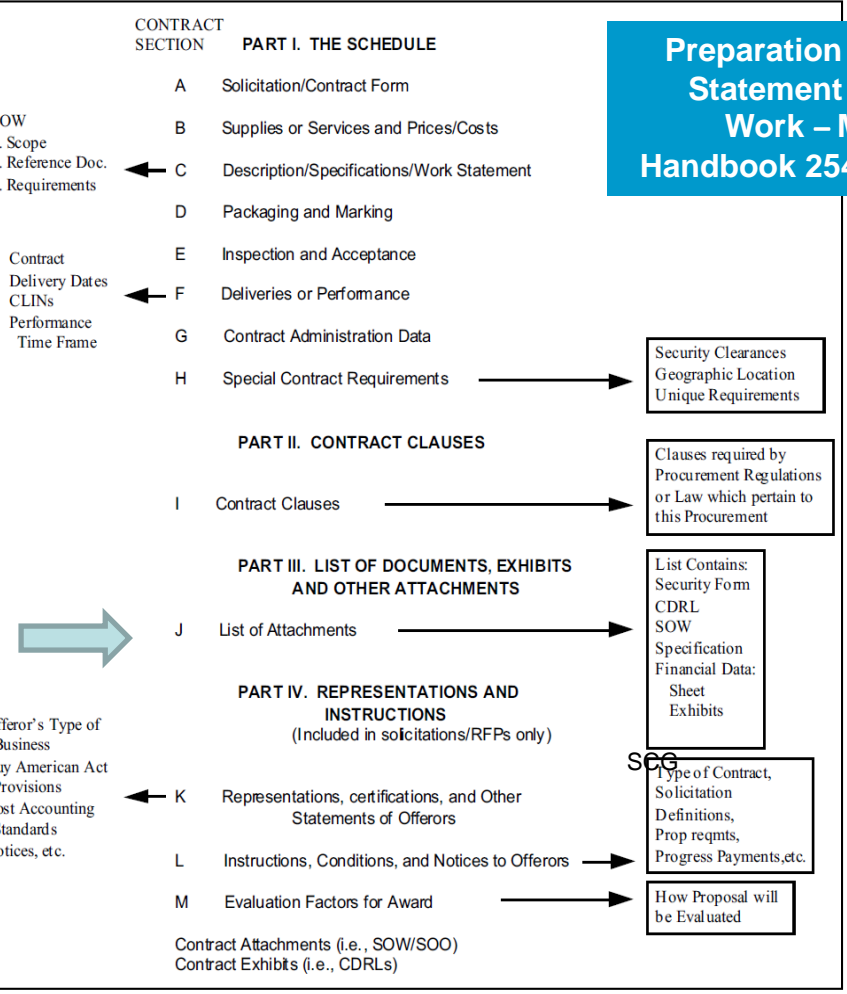 CONTRACT
SECTION PART I. THE SCHEDULE
Preparation
Statement
Work –
Handbook 254
A Solicitation/Contract Form
B Supplies or Services and Prices/Costs
OW
. Scope
. Reference Doc.
. Requirements
C Description/Specifications/Work Statement
D Packaging and Marking
E Inspection and Acceptance
Contract
Delivery Dates
CLINs
Performance
Time Frame
F Deliveries or Performance
G Contract Administration Data
H Special Contract Requirements
Security Clearances
Geographic Location
Unique Requirements
PART II. CONTRACT CLAUSES
I Contract Clauses
Clauses required by
Procurement Regulations
or Law which pertain to
this Procurement
PART III. LIST OF DOCUMENTS, EXHIBITS
AND OTHER ATTACHMENTS
J List of Attachments
List Contains:
Security Form
CDRL
SOW
Specification
Financial Data:
Sheet
Exhibits
SCG
PART IV. REPRESENTATIONS AND
INSTRUCTIONS
(Included in solicitations/RFPs only)
fferor's Type of
Business
uy American Act
Provisions
ost Accounting
Standards
otices, etc.
K Representations, certifications, and Other
Statements of Offerors
L Instructions, Conditions, and Notices to Offerors
Type of Contract,
Solicitation
Definitions,
Prop reqmts,
Progress Payments,etc.
M Evaluation Factors for Award
How Proposal will
be Evaluated
Contract Attachments (i.e., SOW/SOO)
Contract Exhibits (i.e., CDRLs)